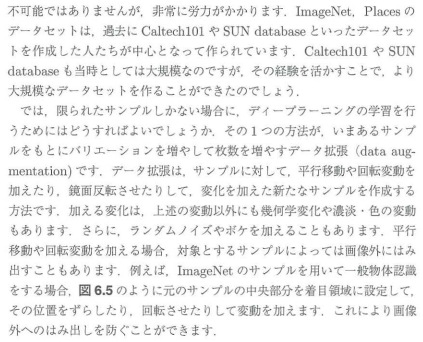 不可能ではありませんが，非常に労力がかかります．ImageNet，Places の
データセットは，過去に Caltech101 や SUN database といったデータセッ
トを作成した人たちが中心となって作られています．Caltech101 や SUN
database も当時としては大規模なのですが，その経験を活かすことで，より
大規模なデータセットを作ることができたのでしょう．
では，限られたサンプルしかない場合に，ディープラーニングの学習を行
うためにはどうすればよいでしょうか．その 1 つの方法が，いまあるサンプ
ルをもとにバリエーションを増やして枚数を増やすデータ拡張（data aug-
mentation）です．データ拡張は，サンプルに対して，平行移動や回転変動を
加えたり，鏡面反転させたりして，変化を加えた新たなサンプルを作成する
方法です．加える変化は，上述の変動以外にも幾何学変化や濃淡・色の変動
もあります．さらに，ランダムノイズやボケを加えることもあります．平行
移動や回転変動を加える場合，対象とするサンプルによっては画像外にはみ
出すこともあります．例えば，ImageNet のサンプルを用いて一般物体認識
をする場合，図 6.5 のように元のサンプルの中央部分を着目領域に設定して，
その位置をずらしたり，回転させたりして変動を加えます．これにより画像
外へのはみ出しを防ぐことができます．